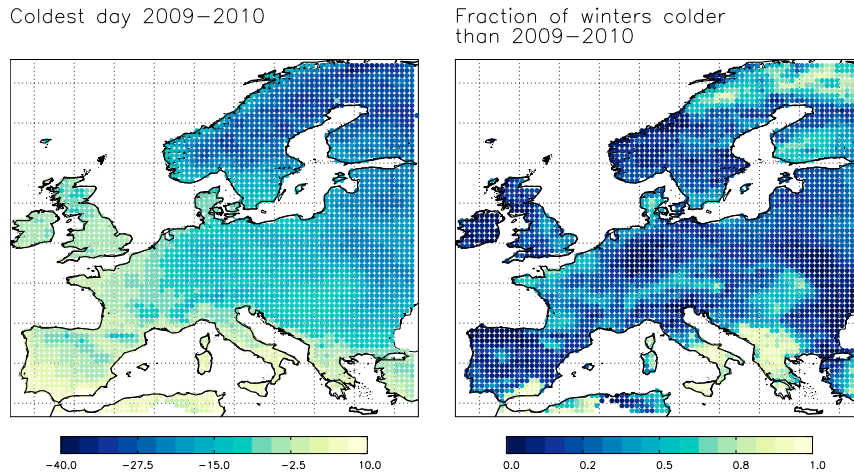 Coldest day 2009−2010
Fraction of winters colder
than 2009−2010
−40.0 −27.5 −15.0 −2.5 10.0
0.0 0.2 0.5 0.8 1.0